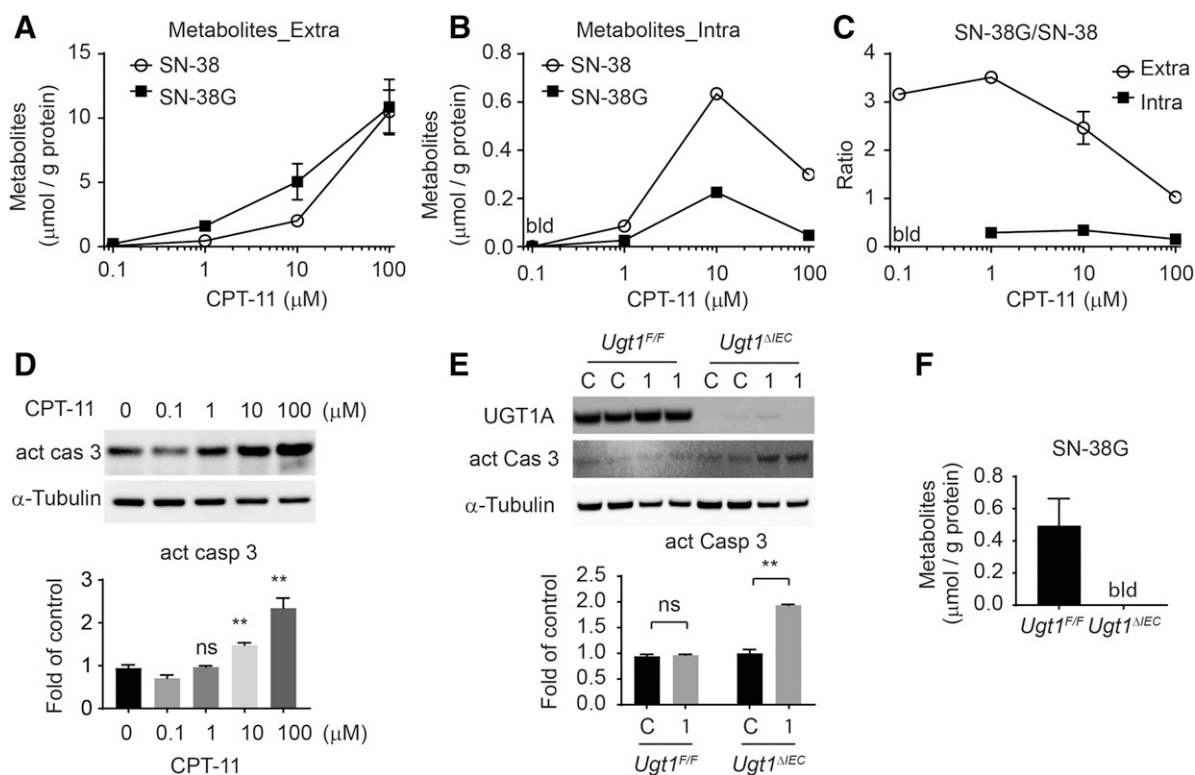 A
Metabolites_Extra
SN-38
SN-38G
Metabolites
(μmol / g protein)
15
10
5
0
0.1 1 10 100
CPT-11 (μM)
B
Metabolites_Intra
SN-38
SN-38G
Metabolites
(μmol / g protein)
0.6
0.4
0.2
0.0
bld
0.1 1 10 100
CPT-11 (μM)
C
SN-38G/SN-38
Extra
Intra
Ratio
4
3
2
1
0
bld
0.1 1 10 100
CPT-11 (μM)
D
CPT-11 0 0.1 1 10 100 (μM)
act cas 3
α-Tubulin
act casp 3
Fold of control
3
2
1
0
ns
**
**
0 0.1 1 10 100 (μM)
CPT-11
E
Ugt1F/F Ugt1ΔIEC
C C 1 1 C C 1 1
UGT1A
act Cas 3
α-Tubulin
act Casp 3
Fold of control
2.5
2.0
1.5
1.0
0.5
0.0
ns
**
C 1 C 1
Ugt1F/F Ugt1ΔIEC
F
SN-38G
Metabolites
(μmol / g protein)
0.8
0.6
0.4
0.2
0.0
bld
Ugt1F/F Ugt1ΔIEC